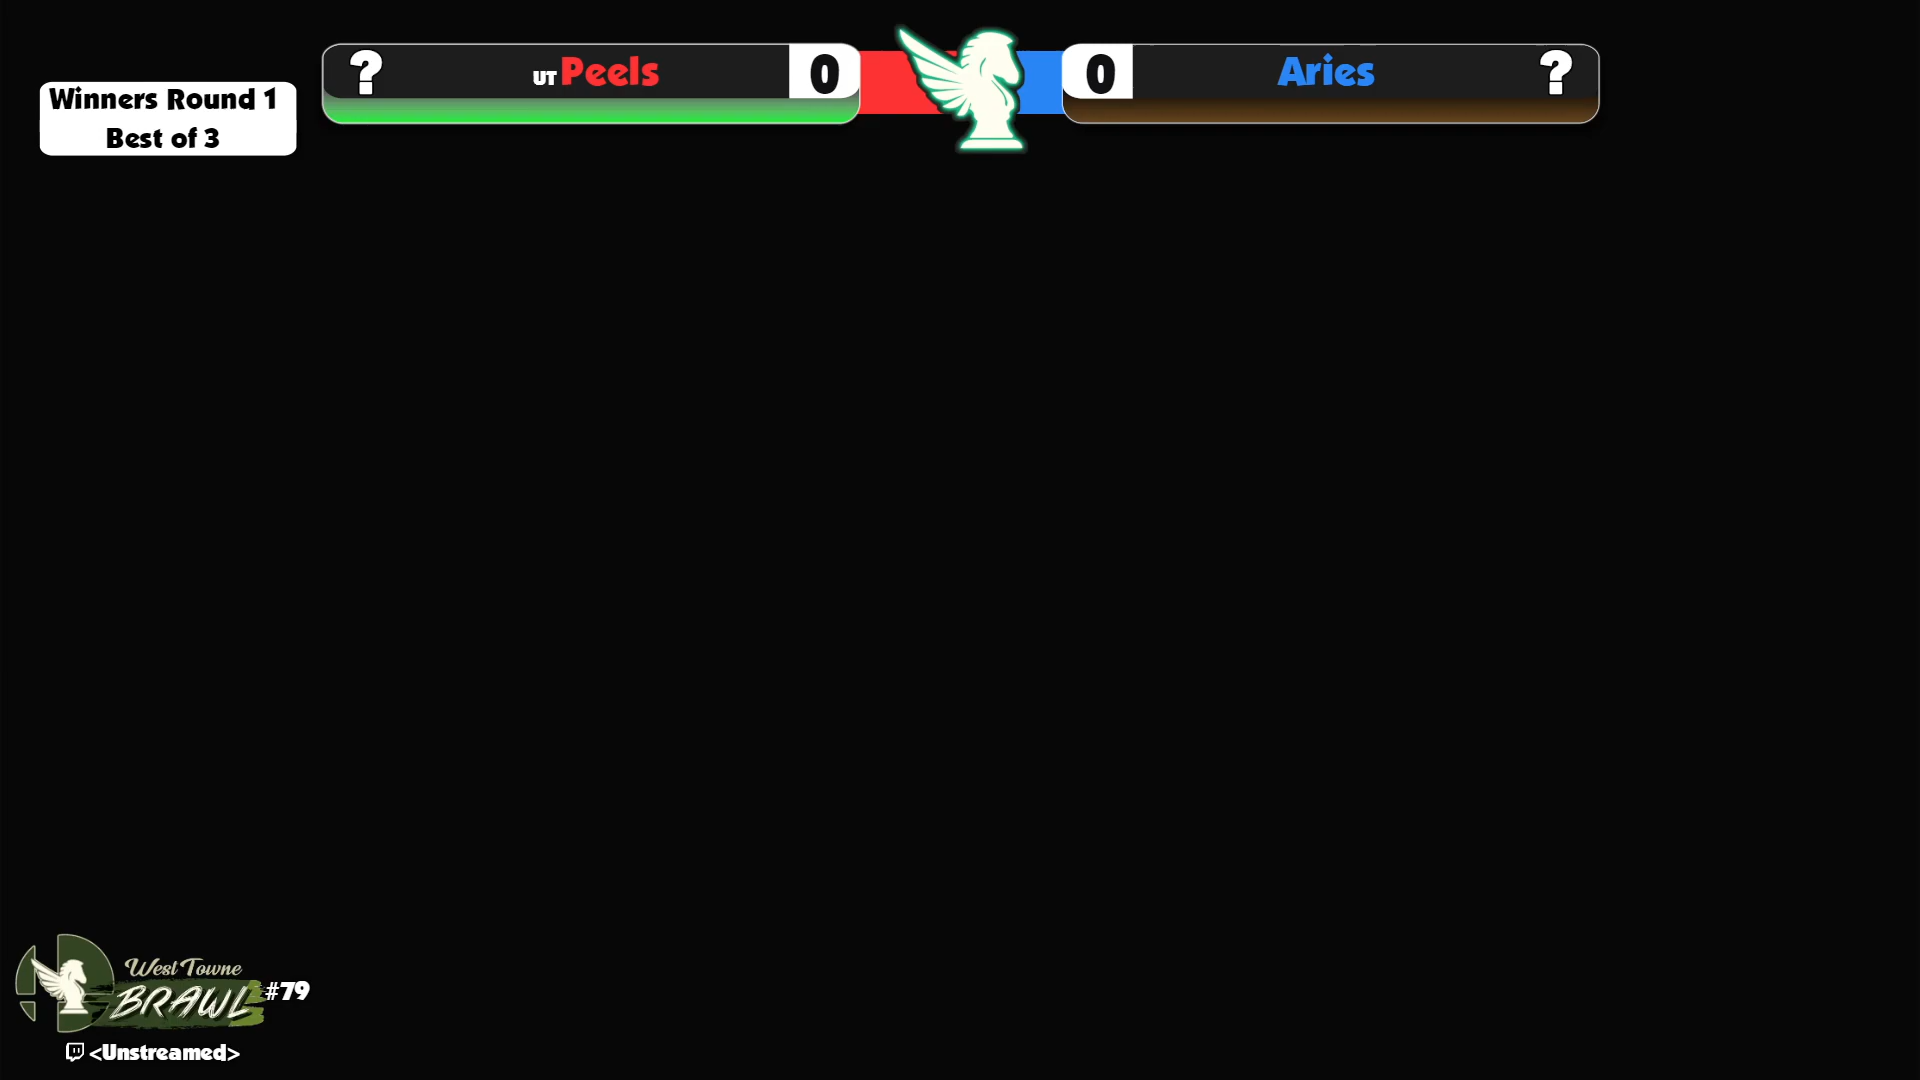 Winners Round 1
Best of 3
? UT Peels 0
0 Aries ?
West Towne
BRAWL #79
<Unstreamed>